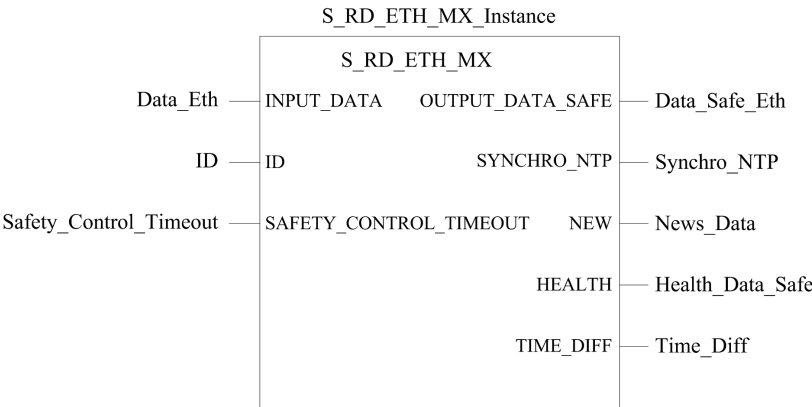 S_RD_ETH_MX_Instance
S_RD_ETH_MX
Data_Eth INPUT_DATA OUTPUT_DATA_SAFE Data_Safe_Eth
ID ID SYNCHRO_NTP Synchro_NTP
Safety_Control_Timeout SAFETY_CONTROL_TIMEOUT NEW News_Data
HEALTH Health_Data_Safe
TIME_DIFF Time_Diff